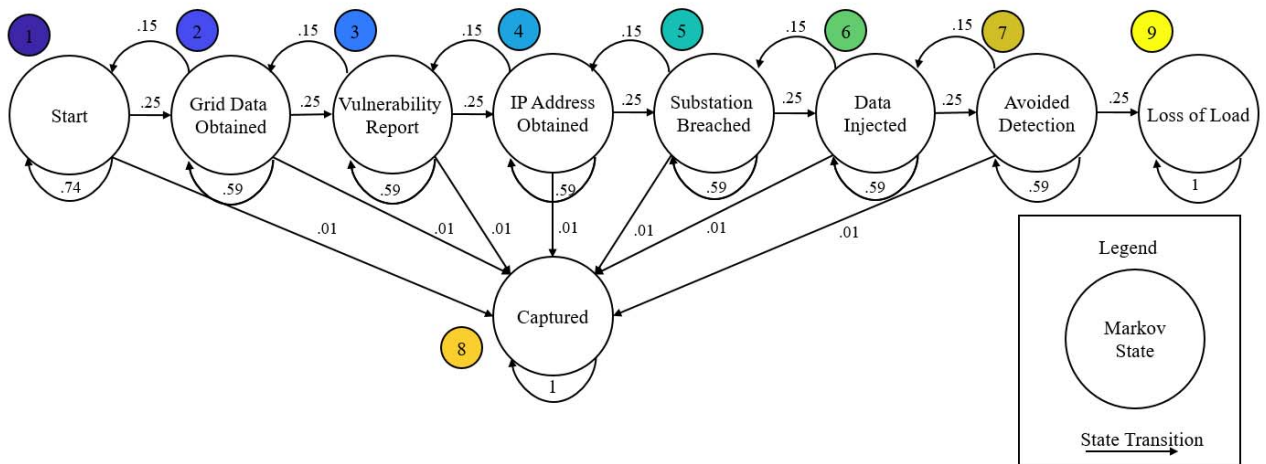 1
2
3
4
5
6
7
9
.15
.15
.15
.15
.15
.15
Start
.25
Grid Data
Obtained
.25
Vulnerability
Report
.25
IP Address
Obtained
.25
Substation
Breached
.25
Data
Injected
.25
Avoided
Detection
.25
Loss of Load
.74
.59
.59
.59
.59
.59
.59
1
.01
.01
.01
.01
.01
.01
.01
Captured
8
1
Legend
Markov
State
State Transition